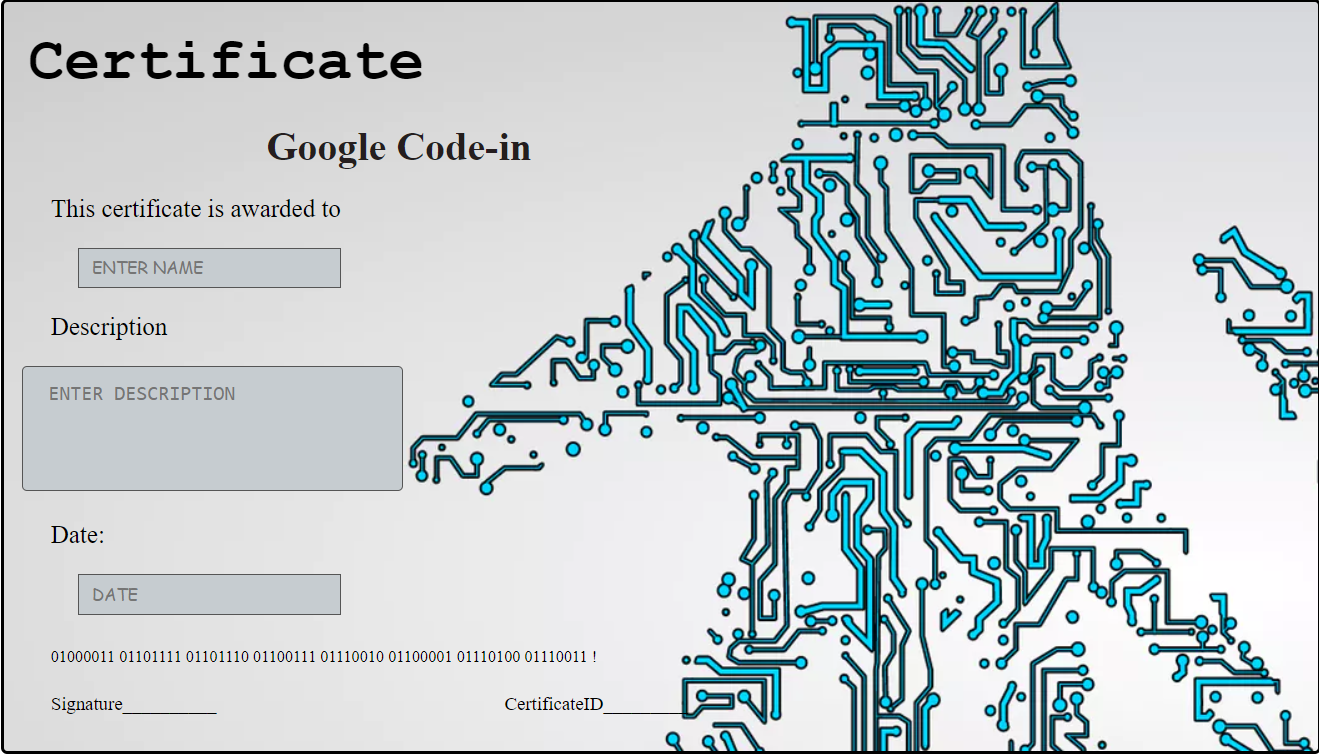 Certificate
Google Code-in
This certificate is awarded to
ENTER NAME
Description
ENTER DESCRIPTION
Date:
DATE
01000011 01101111 01101110 01100111 01110010 01100001 01110100 01110011 !
Signature__________ CertificateID__________